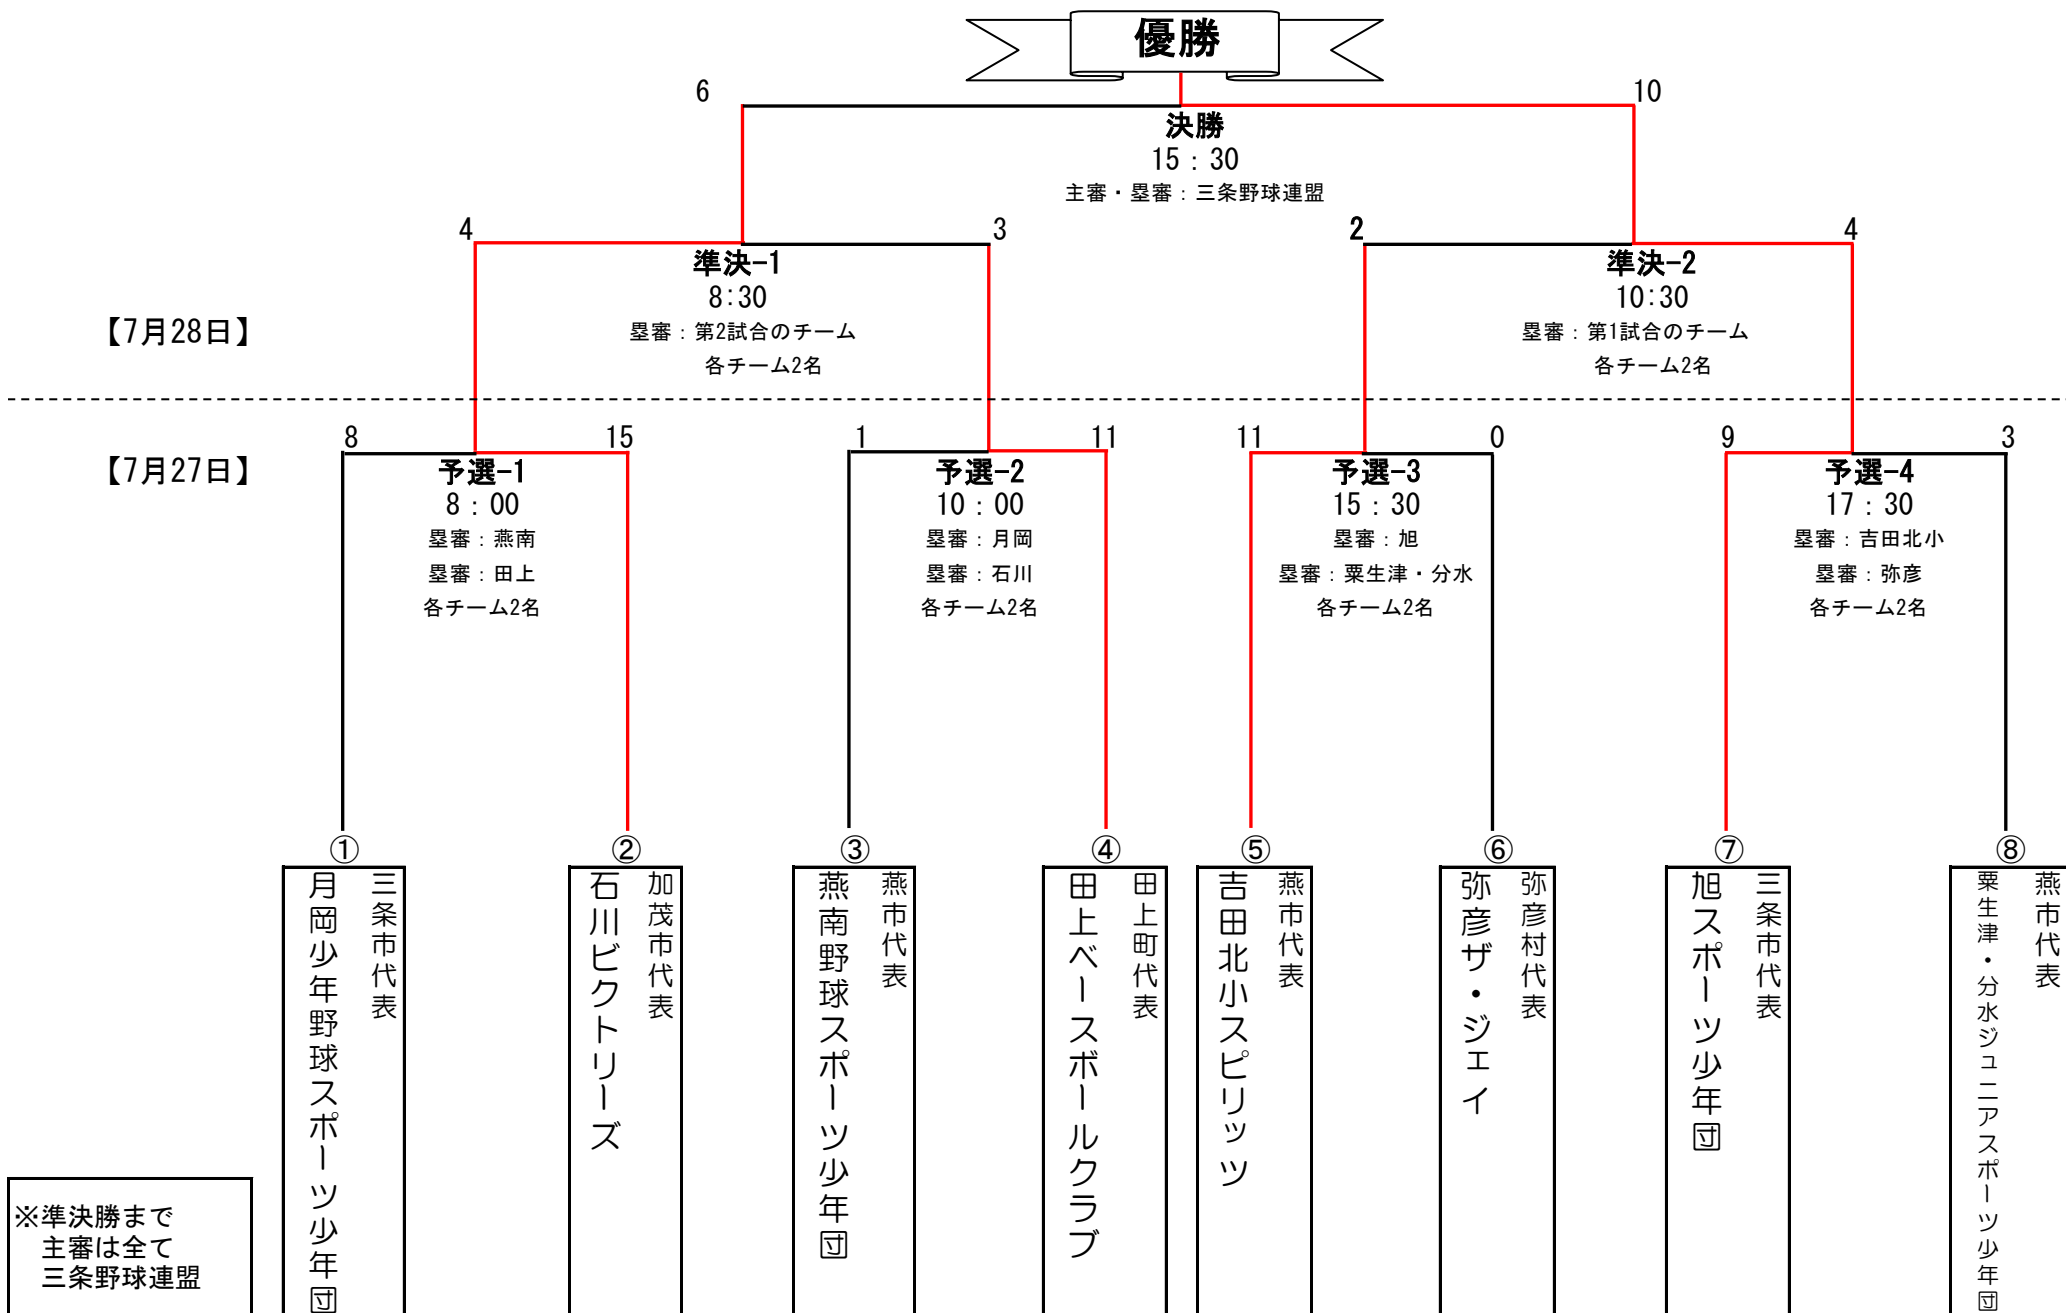 優勝
6
10
決勝
15：30
主審・塁審：三条野球連盟
4
3
2
4
準決-1
8:30
塁審：第2試合のチーム
各チーム2名
準決-2
10:30
塁審：第1試合のチーム
各チーム2名
【7月28日】
【7月27日】
8
15
1
11
11
0
9
3
予選-1
8：00
塁審：燕南
塁審：田上
各チーム2名
予選-2
10：00
塁審：月岡
塁審：石川
各チーム2名
予選-3
15：30
塁審：旭
塁審：粟生津・分水
各チーム2名
予選-4
17：30
塁審：吉田北小
塁審：弥彦
各チーム2名
①
三条市代表
月岡少年野球スポーツ少年団
②
加茂市代表
石川ビクトリーズ
③
燕市代表
燕南野球スポーツ少年団
④
田上町代表
田上ベースボールクラブ
⑤
燕市代表
吉田北小スピリッツ
⑥
弥彦村代表
弥彦ザ・ジェイ
⑦
三条市代表
旭スポーツ少年団
⑧
燕市代表
粟生津・分水ジュニアスポーツ少年団
※準決勝まで
主審は全て
三条野球連盟